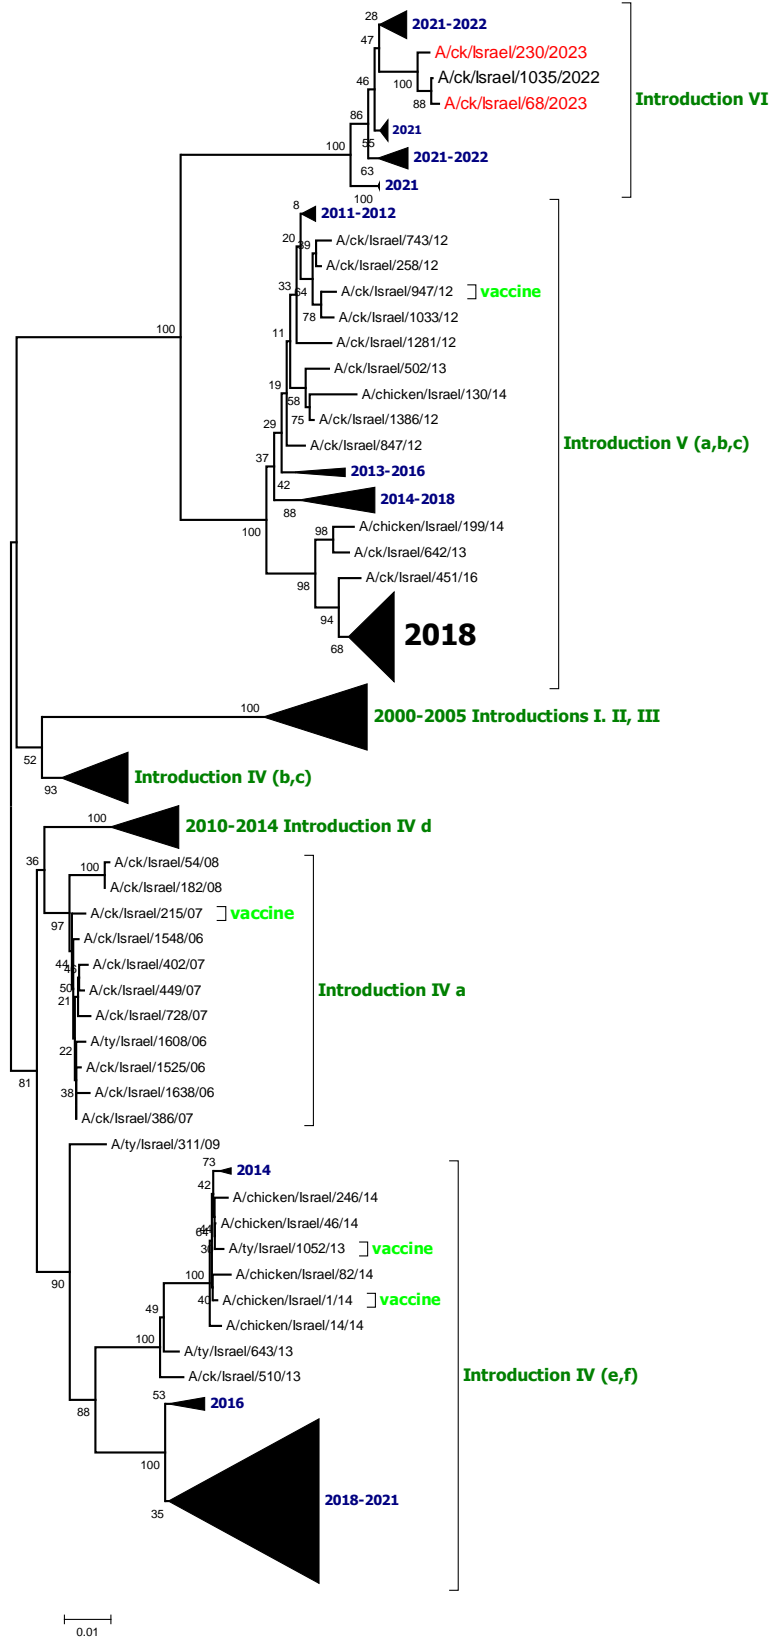 28
2021-2022
47
A/ck/Israel/230/2023
A/ck/Israel/1035/2022
46
100
A/ck/Israel/68/2023
88
Introduction VI
86
2021
55
100
2021-2022
63
2021
100
8
2011-2012
20
A/ck/Israel/743/12
39
A/ck/Israel/258/12
33
64
A/ck/Israel/947/12
vaccine
78
A/ck/Israel/1033/12
100
11
A/ck/Israel/1281/12
A/ck/Israel/502/13
19
58
A/chicken/Israel/130/14
75
A/ck/Israel/1386/12
29
A/ck/Israel/847/12
Introduction V (a,b,c)
37
2013-2016
42
2014-2018
88
100
A/chicken/Israel/199/14
98
A/ck/Israel/642/13
A/ck/Israel/451/16
98
94
2018
68
100
2000-2005 Introductions I. II, III
52
Introduction IV (b,c)
93
100
2010-2014 Introduction IV d
36
A/ck/Israel/54/08
100
A/ck/Israel/182/08
A/ck/Israel/215/07
vaccine
97
A/ck/Israel/1548/06
44
A/ck/Israel/402/07
50
A/ck/Israel/449/07
Introduction IV a
21
A/ck/Israel/728/07
A/ty/Israel/1608/06
22
A/ck/Israel/1525/06
81
38
A/ck/Israel/1638/06
A/ck/Israel/386/07
A/ty/Israel/311/09
73
2014
42
A/chicken/Israel/246/14
A/chicken/Israel/46/14
A/ty/Israel/1052/13
vaccine
90
100
A/chicken/Israel/82/14
40
A/chicken/Israel/1/14
vaccine
49
A/chicken/Israel/14/14
100
A/ty/Israel/643/13
A/ck/Israel/510/13
Introduction IV (e,f)
53
2016
88
100
2018-2021
35
0.01